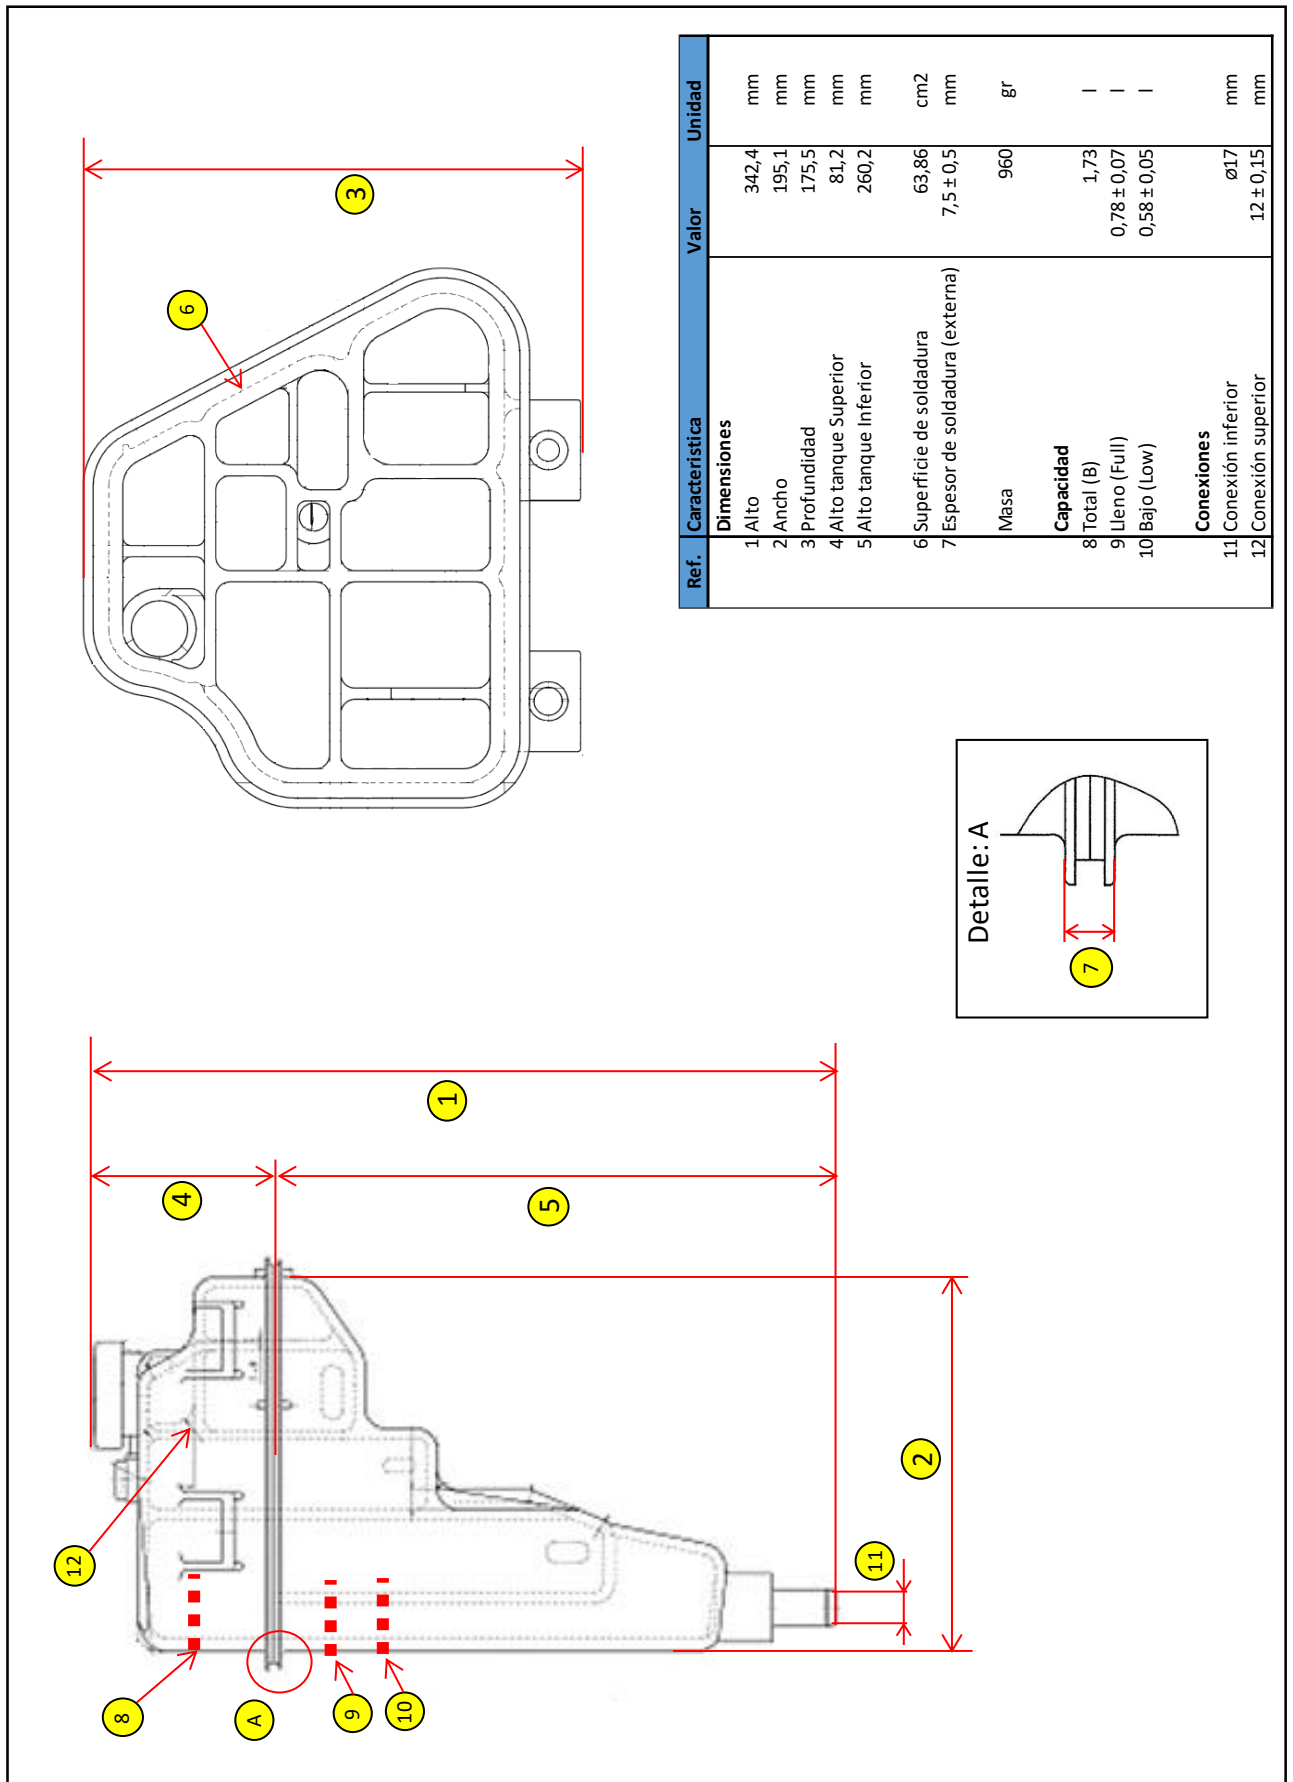 1
2
3
4
5
6
8
9
10
11
12
A
Detalle: A
7
Ref. Caracteristica Valor Unidad
Dimensiones
1 Alto 342,4 mm
2 Ancho 195,1 mm
3 Profundidad 175,5 mm
4 Alto tanque Superior 81,2 mm
5 Alto tanque Inferior 260,2 mm
6 Superficie de soldadura 63,86 cm2
7 Espesor de soldadura (externa) 7,5 ± 0,5 mm
Masa 960 gr
Capacidad
8 Total (B) 1,73 l
9 Lleno (Full) 0,78 ± 0,07 l
10 Bajo (Low) 0,58 ± 0,05 l
Conexiones
11 Conexión inferior ø17 mm
12 Conexión superior 12 ± 0,15 mm